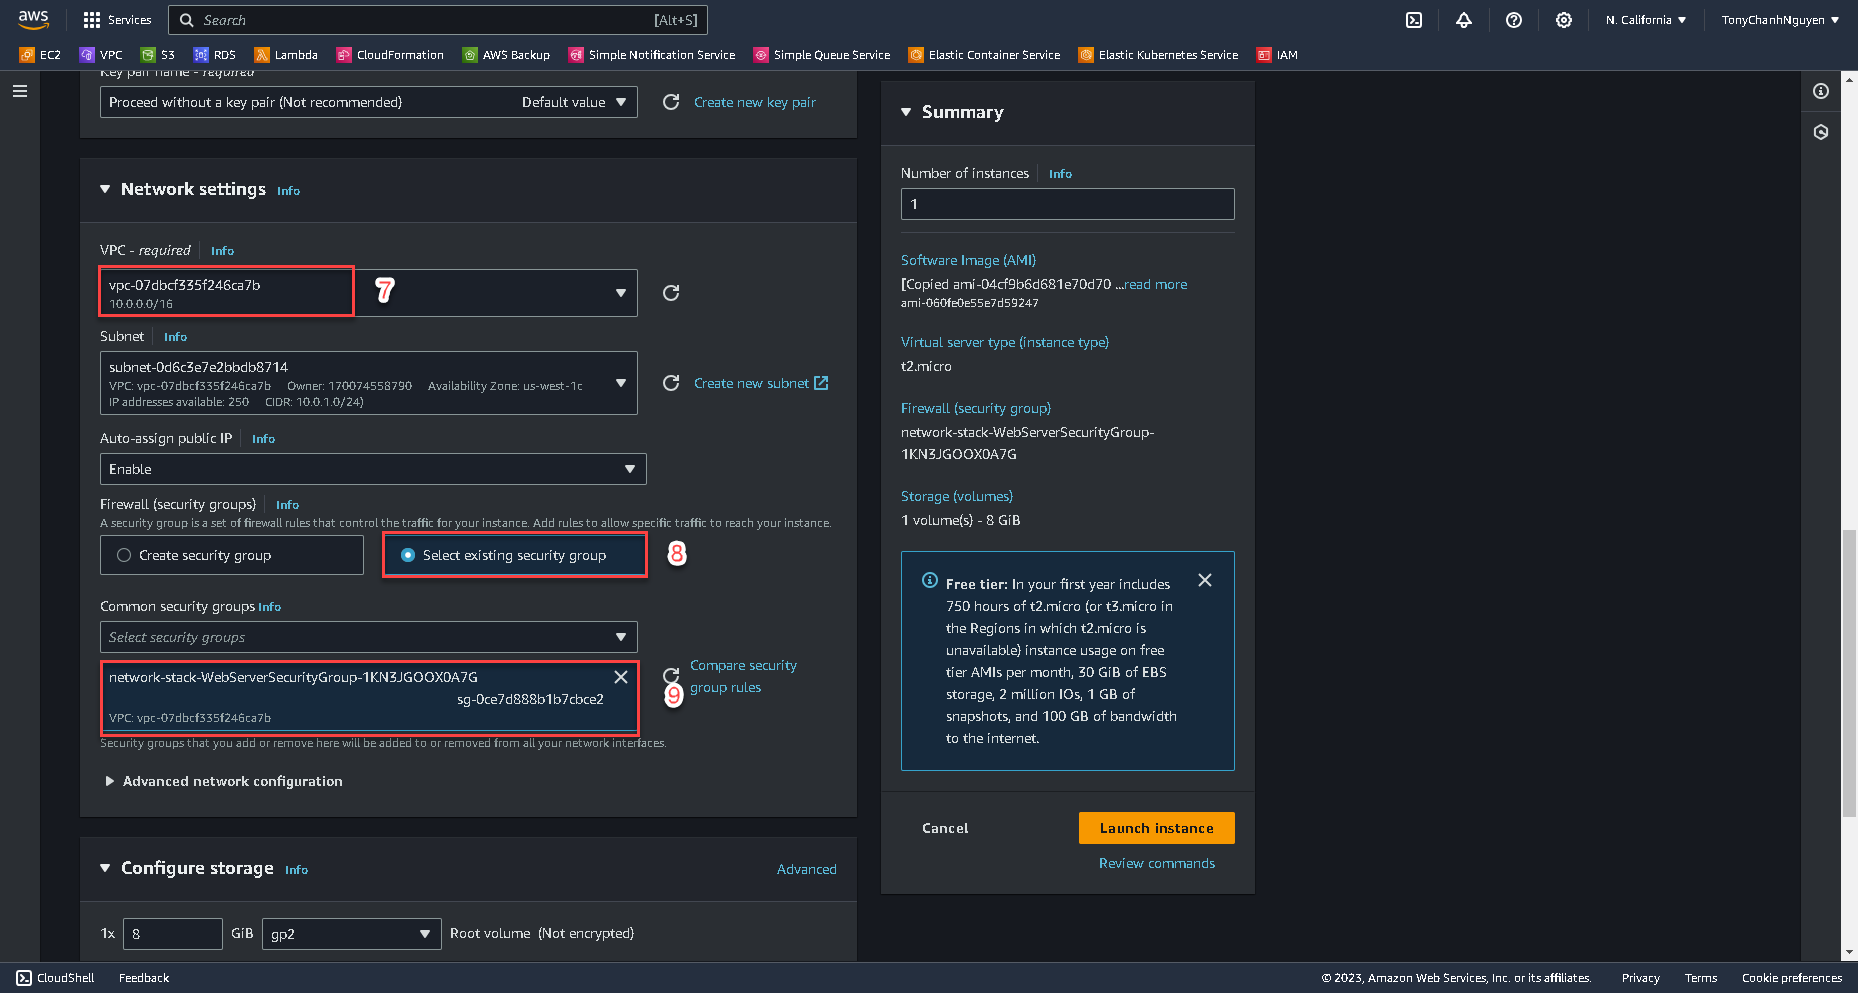 aws
Services
Search
[Alt+S]
N. California
TonyChanhNguyen
EC2
VPC
S3
RDS
Lambda
CloudFormation
AWS Backup
Simple Notification Service
Simple Queue Service
Elastic Container Service
Elastic Kubernetes Service
IAM
Key pair name - required
Proceed without a key pair (Not recommended)
Default value
Create new key pair
Network settings Info
VPC - required Info
vpc-07dbcf335f246ca7b
10.0.0.0/16
7
Subnet Info
subnet-0d6c3e7e2bbdb8714
VPC: vpc-07dbcf335f246ca7b Owner: 170074558790 Availability Zone: us-west-1c
IP addresses available: 250 CIDR: 10.0.1.0/24)
Create new subnet
Auto-assign public IP Info
Enable
Firewall (security groups) Info
A security group is a set of firewall rules that control the traffic for your instance. Add rules to allow specific traffic to reach your instance.
Create security group
Select existing security group
8
Common security groups Info
Select security groups
network-stack-WebServerSecurityGroup-1KN3JGOOX0A7G
sg-0ce7d888b1b7cbce2
VPC: vpc-07dbcf335f246ca7b
9
Compare security
group rules
Security groups that you add or remove here will be added to or removed from all your network interfaces.
Advanced network configuration
Configure storage Info
Advanced
1x 8 GiB gp2 Root volume (Not encrypted)
Summary
Number of instances Info
1
Software Image (AMI)
[Copied ami-04cf9b6d681e70d70 ...read more
ami-060fe0e55e7d59247
Virtual server type (instance type)
t2.micro
Firewall (security group)
network-stack-WebServerSecurityGroup-
1KN3JGOOX0A7G
Storage (volumes)
1 volume(s) - 8 GiB
Free tier: In your first year includes
750 hours of t2.micro (or t3.micro in
the Regions in which t2.micro is
unavailable) instance usage on free
tier AMIs per month, 30 GiB of EBS
storage, 2 million IOs, 1 GB of
snapshots, and 100 GB of bandwidth
to the internet.
Cancel
Launch instance
Review commands
CloudShell
Feedback
© 2023, Amazon Web Services, Inc. or its affiliates.
Privacy
Terms
Cookie preferences